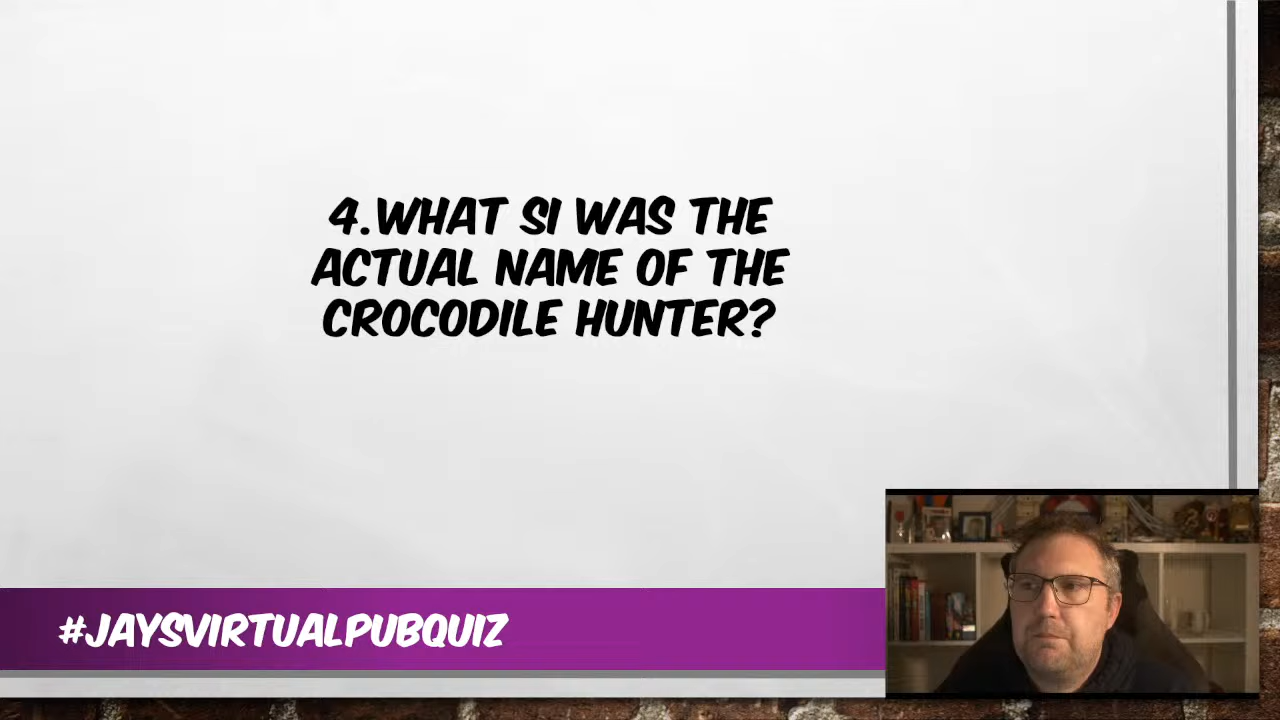 4.WHAT SI WAS THE
ACTUAL NAME OF THE
CROCODILE HUNTER?
#JAYSVIRTUALPUBQUIZ